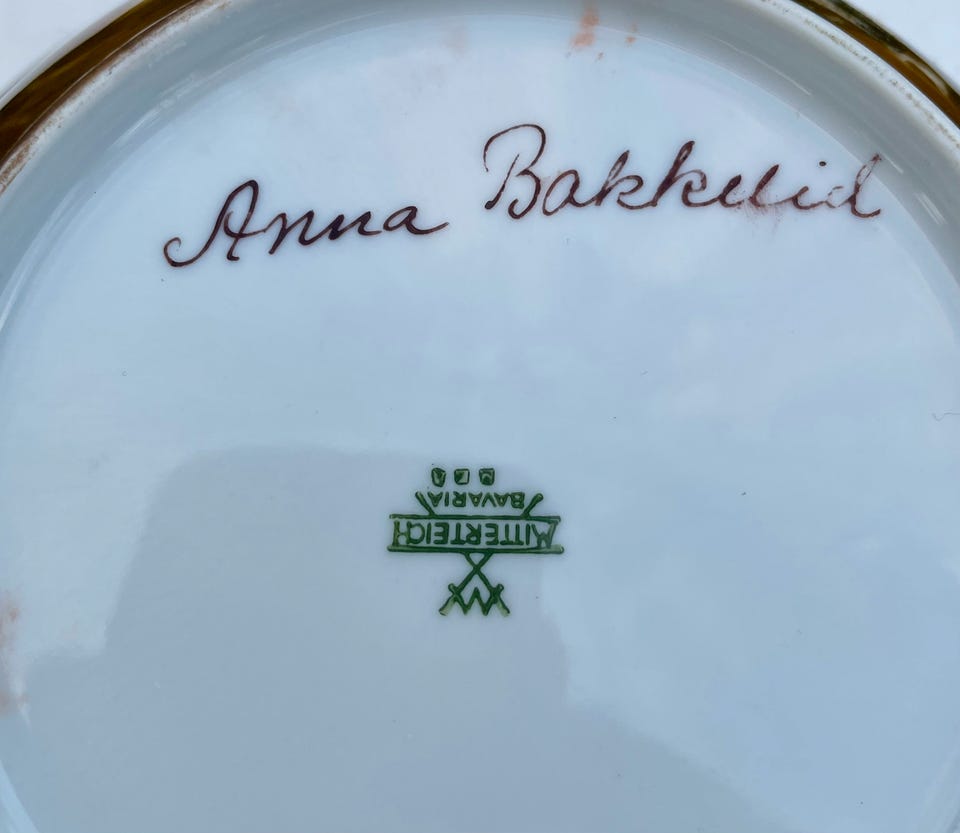 Anna Bakkelid
MITTERTEICH
BAVARIA